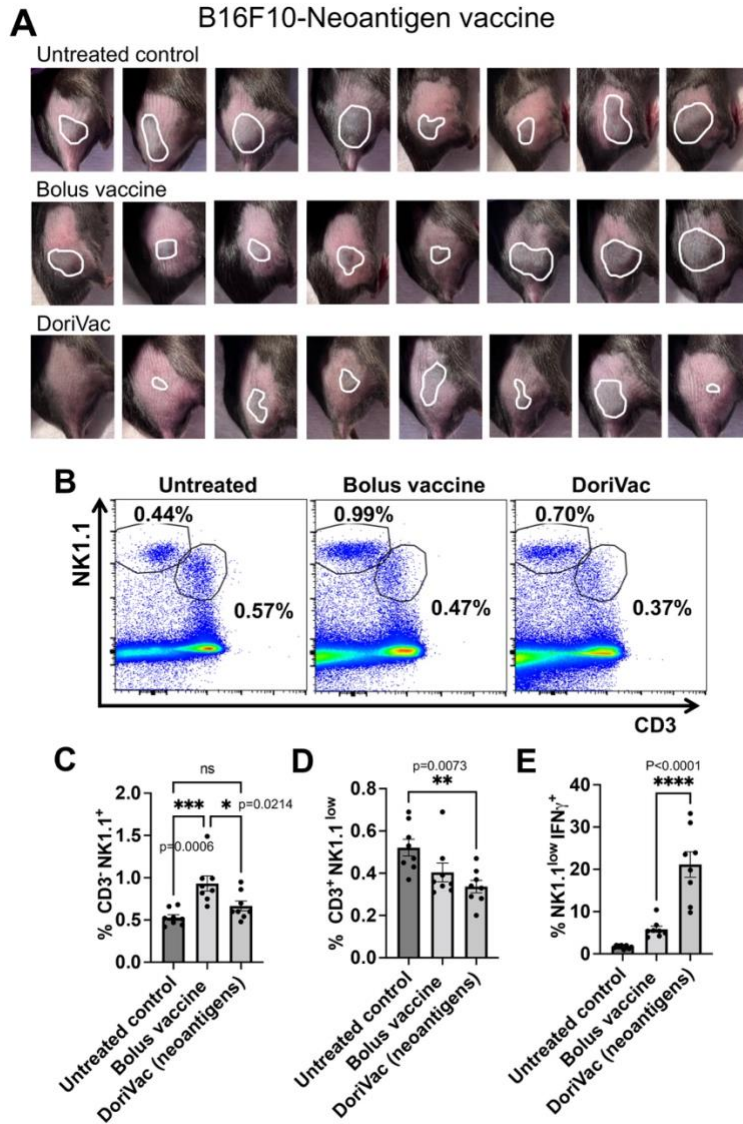 A
B16F10-Neoantigen vaccine
Untreated control
Bolus vaccine
DoriVac
B
Untreated
Bolus vaccine
DoriVac
NK1.1
0.44%
0.57%
0.99%
0.47%
0.70%
0.37%
CD3
C
% CD3⁻ NK1.1⁺
2.0
1.5
1.0
0.5
0.0
ns
***
*
p=0.0214
p=0.0006
Untreated control
Bolus vaccine
DoriVac (neoantigens)
D
% CD3⁺ NK1.1ˡᵒʷ
0.8
0.6
0.4
0.2
0.0
p=0.0073
**
Untreated control
Bolus vaccine
DoriVac (neoantigens)
E
% NK1.1ˡᵒʷ IFNγ⁺
40
30
20
10
0
P<0.0001
****
Untreated control
Bolus vaccine
DoriVac (neoantigens)